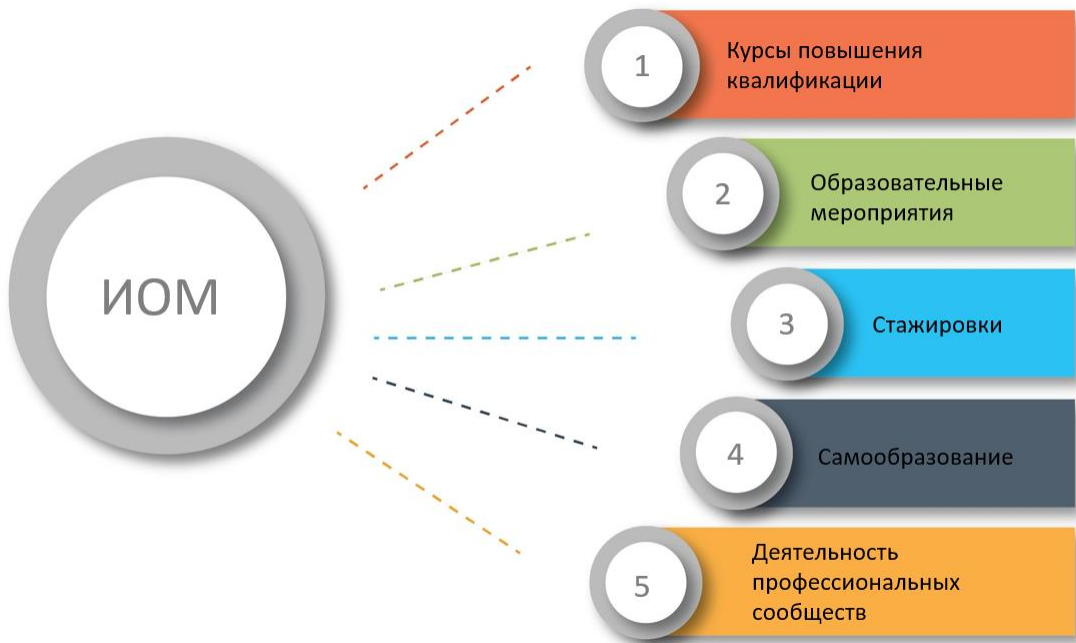 ИОМ
1
Курсы повышения
квалификации
2
Образовательные
мероприятия
3
Стажировки
4
Самообразование
5
Деятельность
профессиональных
сообществ